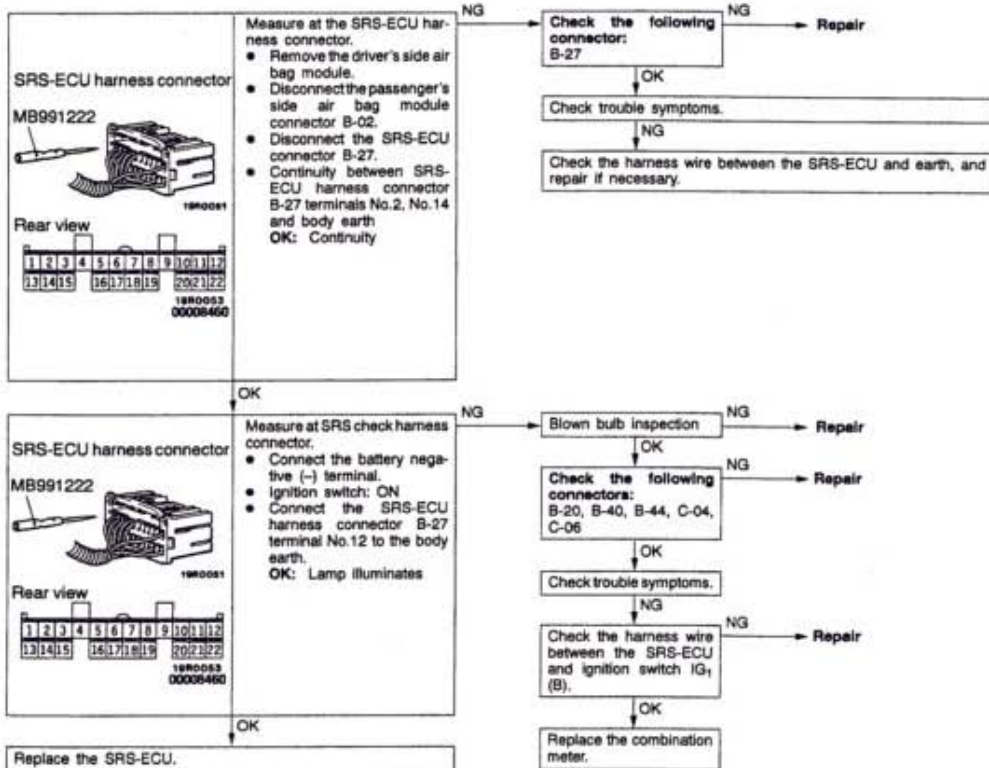 SRS-ECU harness connector
MB991222
19R0051
Rear view
1 2 3 4 5 6 7 8 9 10 11 12
13 14 15 16 17 18 19 20 21 22
19R0053
00008460
Measure at the SRS-ECU har-
ness connector.
● Remove the driver's side air
bag module.
● Disconnect the passenger's
side air bag module
connector B-02.
● Disconnect the SRS-ECU
connector B-27.
● Continuity between SRS-
ECU harness connector
B-27 terminals No.2, No.14
and body earth
OK: Continuity
NG
Check the following
connector:
B-27
NG
Repair
OK
Check trouble symptoms.
NG
Check the harness wire between the SRS-ECU and earth, and
repair if necessary.
OK
SRS-ECU harness connector
MB991222
19R0051
Rear view
1 2 3 4 5 6 7 8 9 10 11 12
13 14 15 16 17 18 19 20 21 22
19R0053
00008460
Measure at SRS check harness
connector.
● Connect the battery nega-
tive (–) terminal.
● Ignition switch: ON
● Connect the SRS-ECU
harness connector B-27
terminal No.12 to the body
earth.
OK: Lamp illuminates
NG
Blown bulb inspection
NG
Repair
OK
Check the following
connectors:
B-20, B-40, B-44, C-04,
C-06
NG
Repair
OK
Check trouble symptoms.
NG
Check the harness wire
between the SRS-ECU
and ignition switch IG1
(B).
NG
Repair
OK
Replace the combination
meter.
OK
Replace the SRS-ECU.